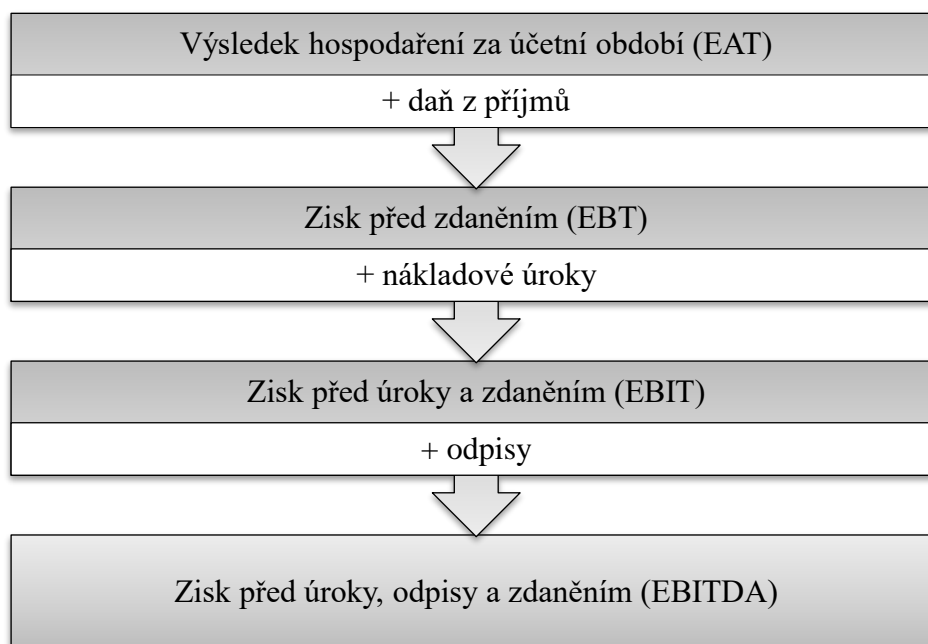 Výsledek hospodaření za účetní období (EAT)
+ daň z příjmů
Zisk před zdaněním (EBT)
+ nákladové úroky
Zisk před úroky a zdaněním (EBIT)
+ odpisy
Zisk před úroky, odpisy a zdaněním (EBITDA)